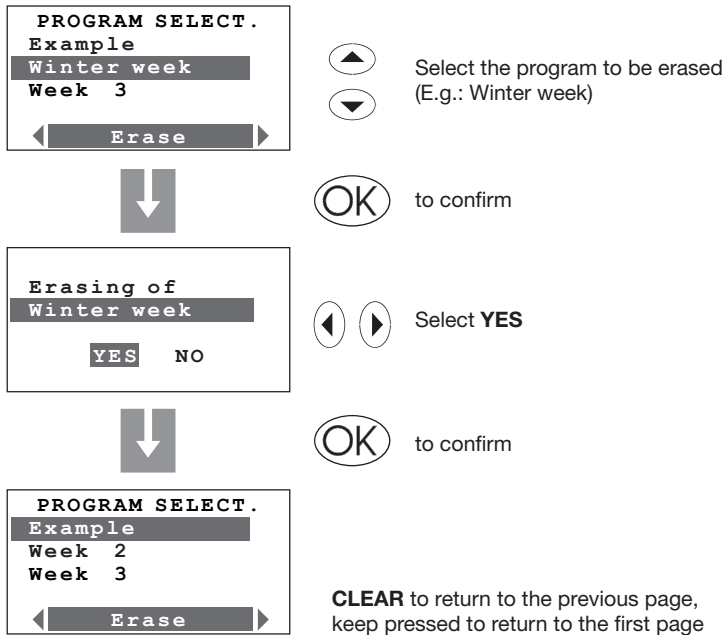 PROGRAM SELECT.
Example
Winter week
Week 3
Erase
Select the program to be erased
(E.g.: Winter week)
OK
to confirm
Erasing of
Winter week
YES NO
Select YES
OK
to confirm
PROGRAM SELECT.
Example
Week 2
Week 3
Erase
CLEAR to return to the previous page,
keep pressed to return to the first page